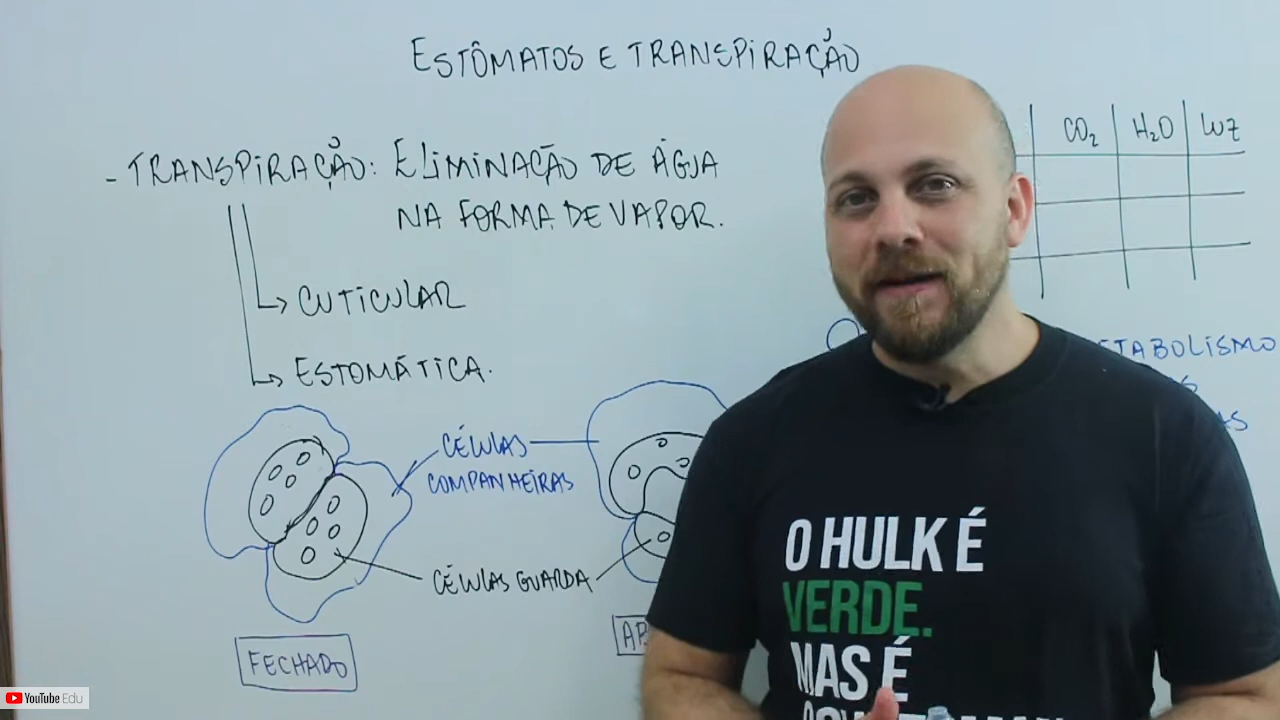 ESTÔMATOS E TRANSPIRAÇÃO
CO₂ H₂O LUZ
- TRANSPIRAÇÃO: ELIMINAÇÃO DE ÁGUA
NA FORMA DE VAPOR.
CUTICULAR
ESTOMÁTICA.
CÉLULAS
COMPANHEIRAS
CÉLULAS GUARDA
FECHADO
O HULK É
VERDE.
MAS É
YouTube Edu